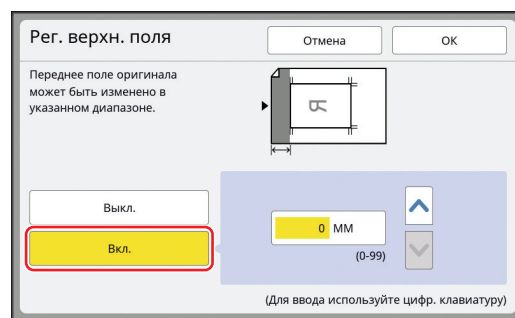 Рег. верхн. поля
Отмена
ОК
Переднее поле оригинала
может быть изменено в
указанном диапазоне.
Я
Выкл.
Вкл.
0 ММ
(0-99)
(Для ввода используйте цифр. клавиатуру)